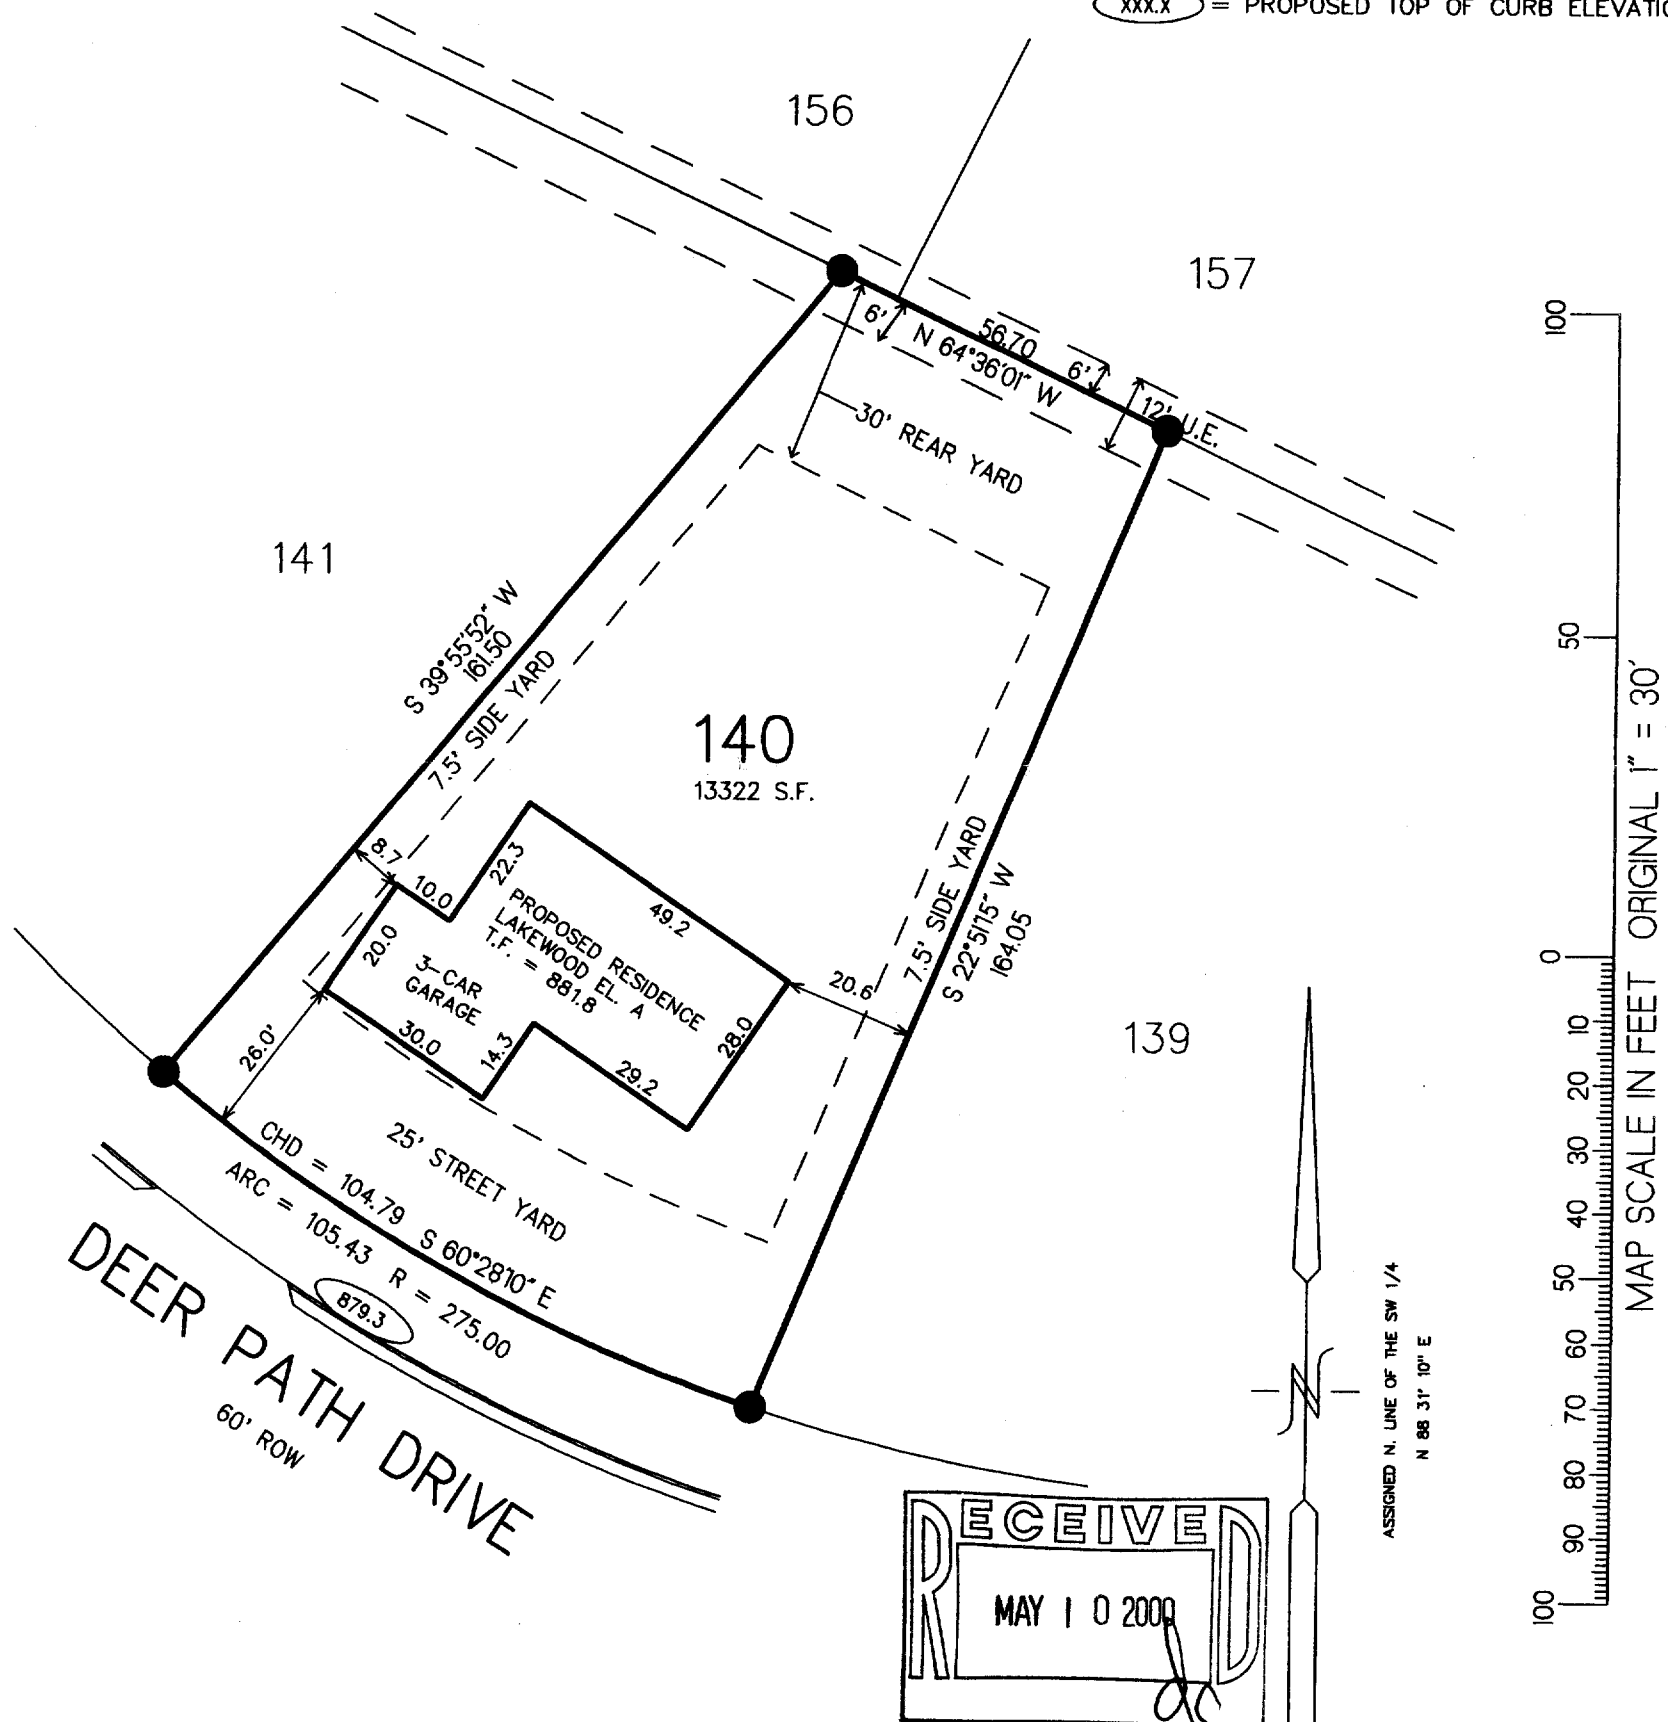 XXX.X = PROPOSED TOP OF CURB
156
157
141
139
56.70
N 64°36'01" W
6'
6'
12' U.E.
30' REAR YARD
S 39°55'52" W
161.50
7.5' SIDE YARD
140
13322 S.F.
7.5' SIDE YARD
S 22°51'15" W
164.05
8.7
10.0
22.3
49.2
20.0
PROPOSED RESIDENCE
LAKEWOOD EL. A
T.F. = 881.8
3-CAR
GARAGE
20.6
28.0
30.0
14.3
29.2
26.0'
25' STREET YARD
CHD = 104.79 S 60°28'10" E
ARC = 105.43 R = 275.00
879.3
DEER PATH DRIVE
60' ROW
RECEIVED
MAY 10 2000
N
ASSIGNED N. LINE OF THE SW 1/4
N 88 31' 10" E
100
50
0
10
20
30
40
50
60
70
80
90
100
MAP SCALE IN FEET ORIGINAL 1" = 30'